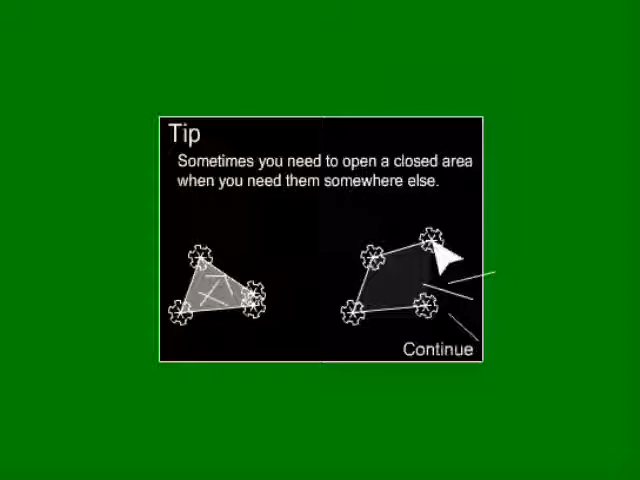 Tip
Sometimes you need to open a closed area
when you need them somewhere else.
Continue